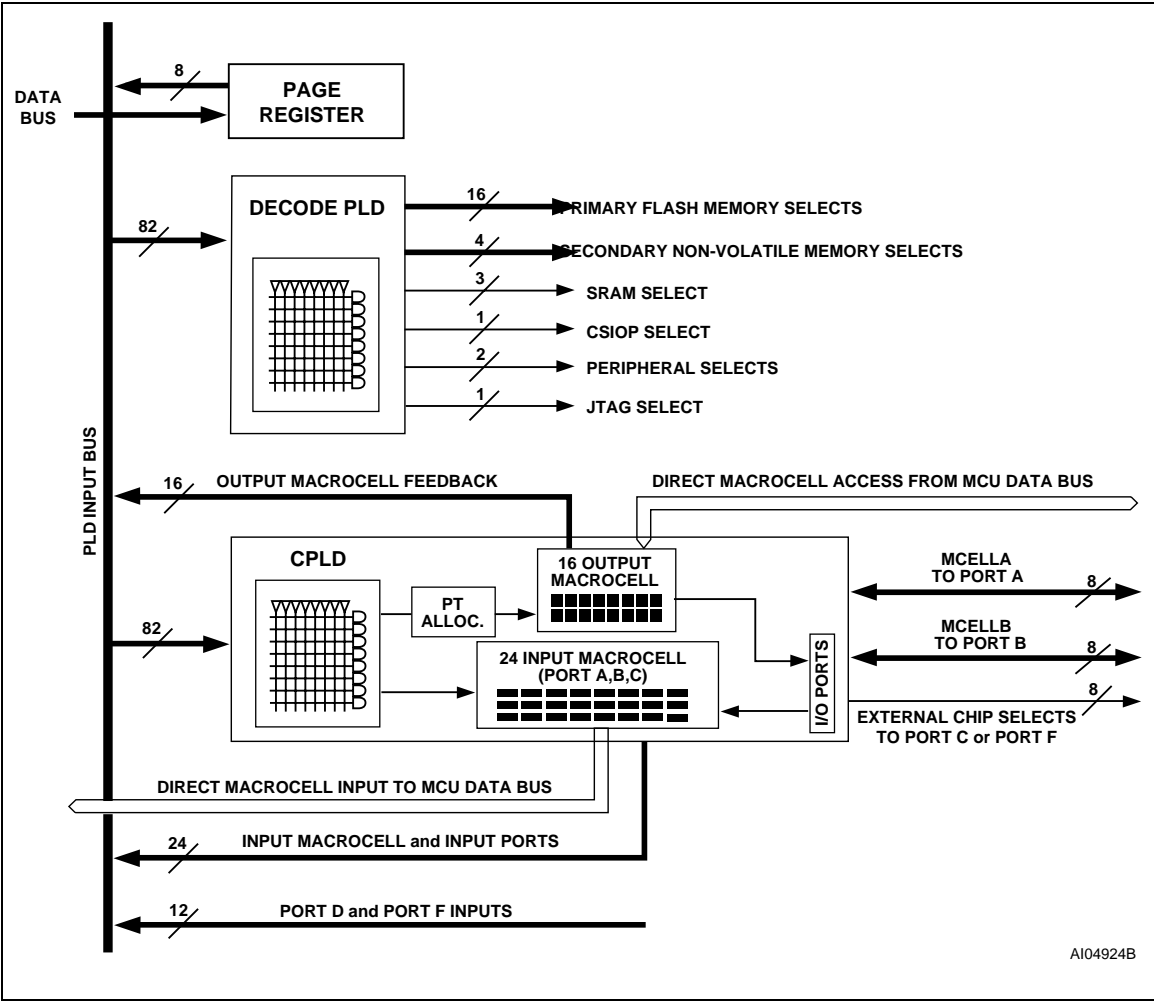 8
PAGE
REGISTER
DATA
BUS
DECODE PLD
82
16
PRIMARY FLASH MEMORY SELECTS
4
SECONDARY NON-VOLATILE MEMORY SELECTS
3
SRAM SELECT
1
CSIOP SELECT
2
PERIPHERAL SELECTS
1
JTAG SELECT
PLD INPUT BUS
16
OUTPUT MACROCELL FEEDBACK
DIRECT MACROCELL ACCESS FROM MCU DATA BUS
CPLD
82
PT
ALLOC.
16 OUTPUT
MACROCELL
24 INPUT MACROCELL
(PORT A,B,C)
I/O PORTS
MCELLA
TO PORT A
8
MCELLB
TO PORT B
8
8
EXTERNAL CHIP SELECTS
TO PORT C or PORT F
DIRECT MACROCELL INPUT TO MCU DATA BUS
24
INPUT MACROCELL and INPUT PORTS
12
PORT D and PORT F INPUTS
AI04924B